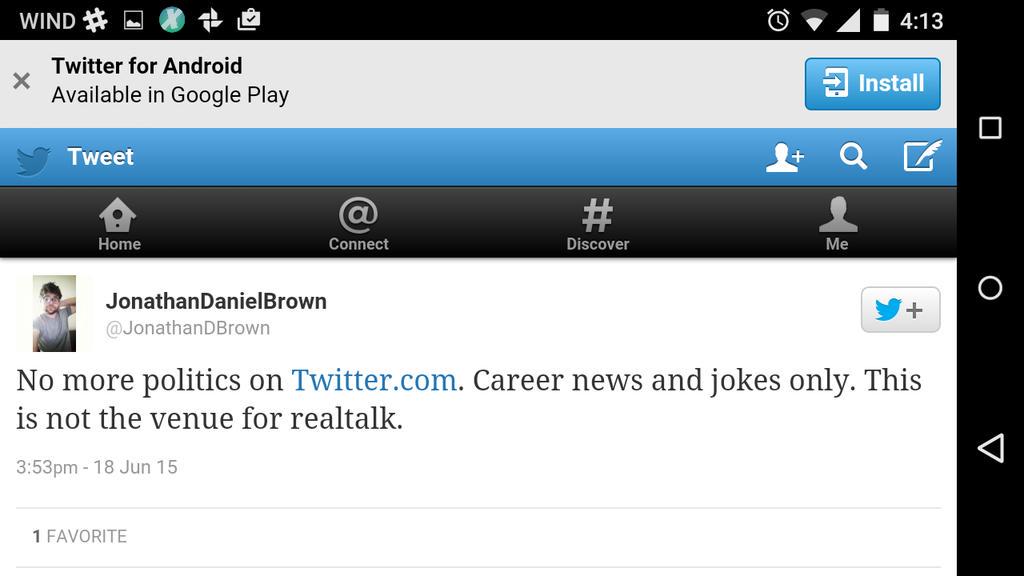 WIND 4:13
Twitter for Android
Available in Google Play
Install
Tweet
Home Connect Discover Me
JonathanDanielBrown
@JonathanDBrown
No more politics on Twitter.com. Career news and jokes only. This
is not the venue for realtalk.
3:53pm - 18 Jun 15
1 FAVORITE